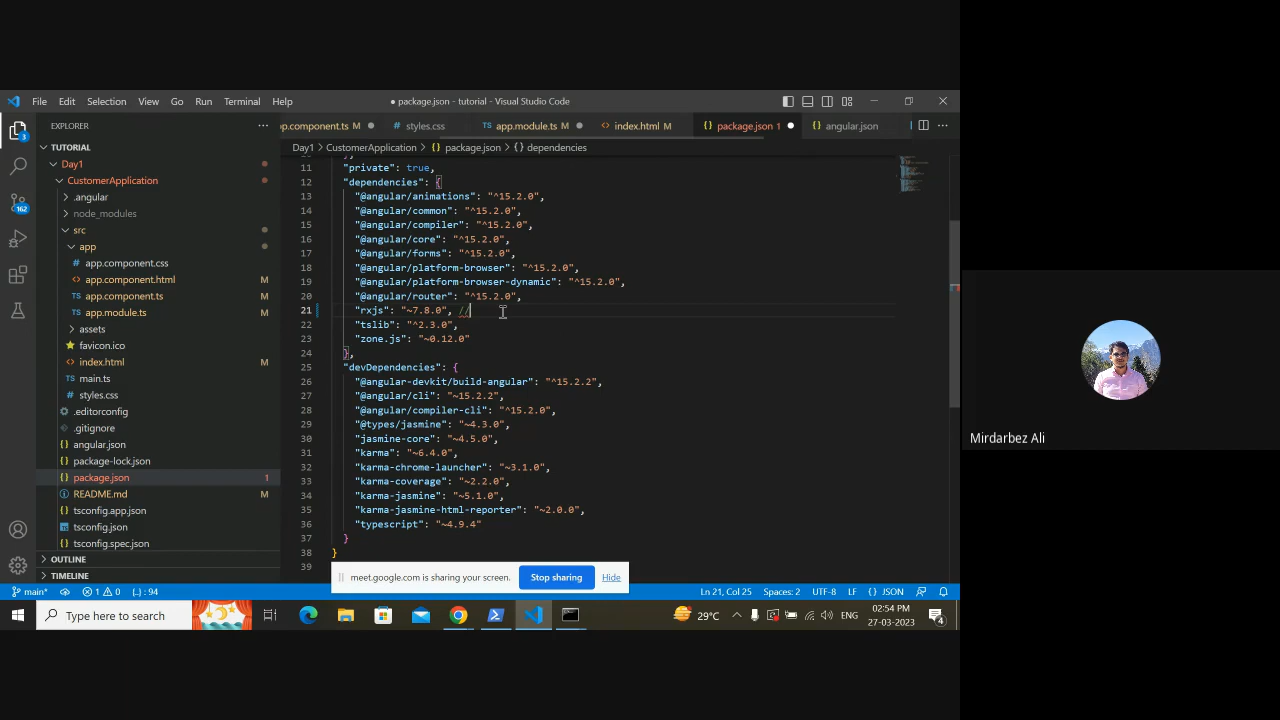 File Edit Selection View Go Run Terminal Help
● package.json - tutorial - Visual Studio Code
EXPLORER
TUTORIAL
Day1
CustomerApplication
.angular
node_modules
src
app
app.component.css
app.component.html M
app.component.ts M
app.module.ts M
assets
favicon.ico
index.html M
main.ts
styles.css
.editorconfig
.gitignore
angular.json
package-lock.json
package.json 1
README.md M
tsconfig.app.json
tsconfig.json
tsconfig.spec.json
OUTLINE
TIMELINE
3
162
p.component.ts M
styles.css
app.module.ts M
index.html M
package.json 1
angular.json
Day1 > CustomerApplication > {} package.json > {} dependencies
11 "private": true,
12 "dependencies": {
13 "@angular/animations": "^15.2.0",
14 "@angular/common": "^15.2.0",
15 "@angular/compiler": "^15.2.0",
16 "@angular/core": "^15.2.0",
17 "@angular/forms": "^15.2.0",
18 "@angular/platform-browser": "^15.2.0",
19 "@angular/platform-browser-dynamic": "^15.2.0",
20 "@angular/router": "^15.2.0",
21 "rxjs": "~7.8.0", //
22 "tslib": "^2.3.0",
23 "zone.js": "~0.12.0"
24 },
25 "devDependencies": {
26 "@angular-devkit/build-angular": "^15.2.2",
27 "@angular/cli": "~15.2.2",
28 "@angular/compiler-cli": "^15.2.0",
29 "@types/jasmine": "~4.3.0",
30 "jasmine-core": "~4.5.0",
31 "karma": "~6.4.0",
32 "karma-chrome-launcher": "~3.1.0",
33 "karma-coverage": "~2.2.0",
34 "karma-jasmine": "~5.1.0",
35 "karma-jasmine-html-reporter": "~2.0.0",
36 "typescript": "~4.9.4"
37 }
38 }
39
meet.google.com is sharing your screen. Stop sharing Hide
main* 1 0 {..} : 94 Ln 21, Col 25 Spaces: 2 UTF-8 LF {} JSON
Type here to search
29°C
ENG
02:54 PM
27-03-2023
4
Mirdarbez Ali